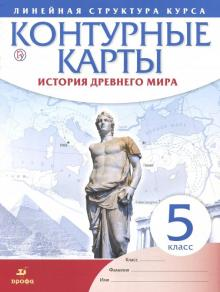 ЛИНЕЙНАЯ СТРУКТУРА КУРСА
КОНТУРНЫЕ
КАРТЫ
ИСТОРИЯ ДРЕВНЕГО МИРА
5
класс
Класс
Фамилия
Имя
дрофа